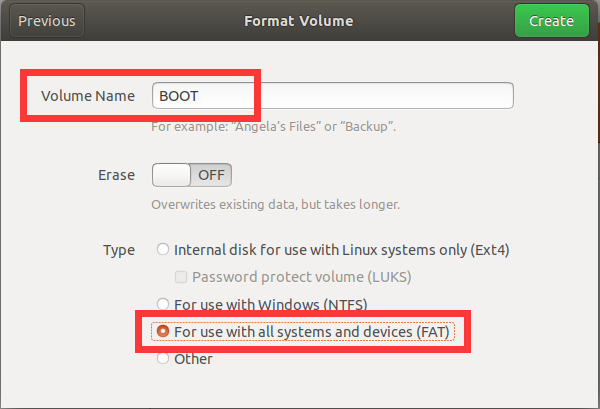 Previous
Format Volume
Create
Volume Name
BOOT
For example: “Angela’s Files” or “Backup”.
Erase
OFF
Overwrites existing data, but takes longer.
Type
Internal disk for use with Linux systems only (Ext4)
Password protect volume (LUKS)
For use with Windows (NTFS)
For use with all systems and devices (FAT)
Other